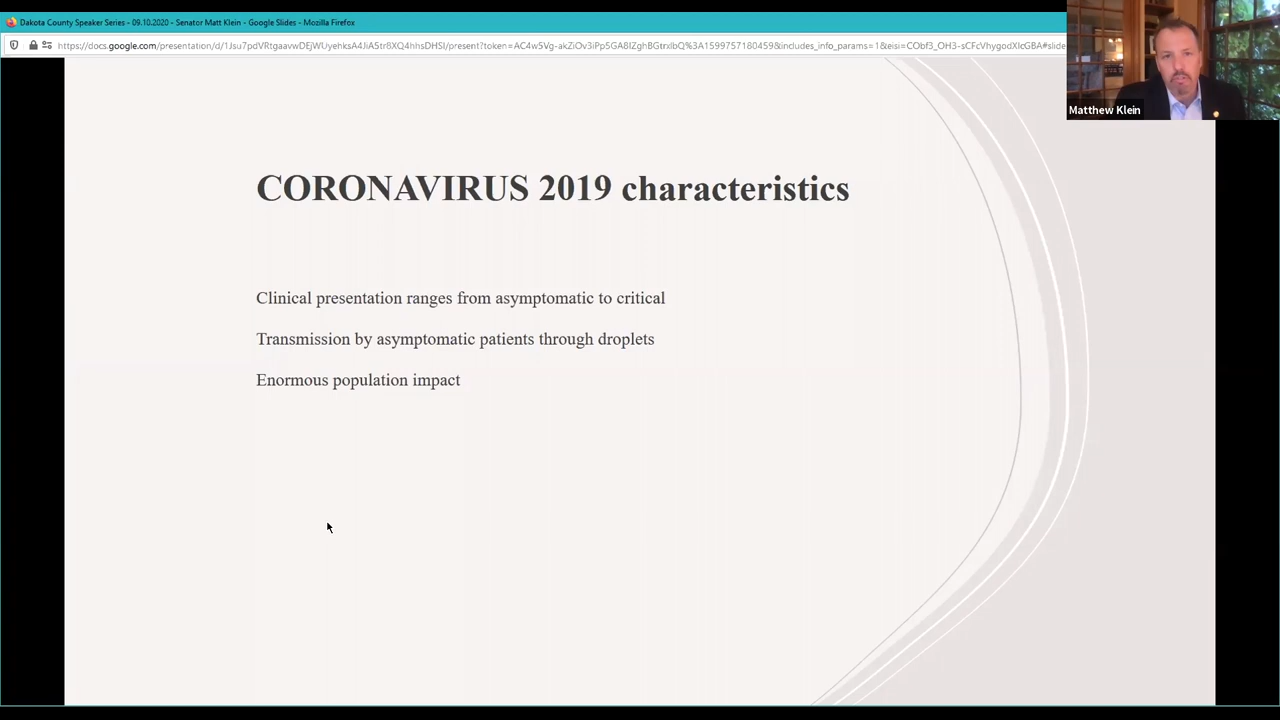 Dakota County Speaker Series - 09.10.2020 - Senator Matt Klein - Google Slides - Mozilla Firefox
Matthew Klein
CORONAVIRUS 2019 characteristics
Clinical presentation ranges from asymptomatic to critical
Transmission by asymptomatic patients through droplets
Enormous population impact